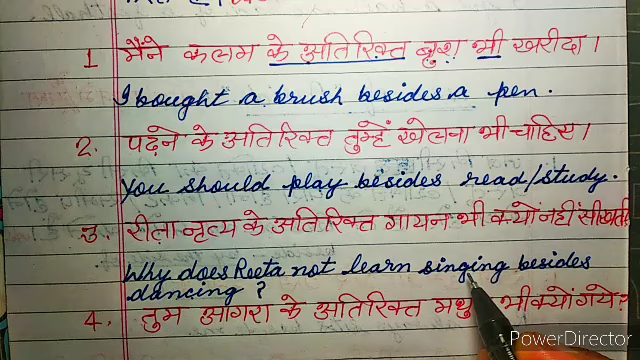 1 मैंने कलम के अतिरिक्त ब्रुश भी खरीदा।
I bought a brush besides a pen.
2. पढ़ने के अतिरिक्त तुम्हें खेलना भी चाहिए।
You should play besides read/study.
3. रीता नृत्य के अतिरिक्त गायन भी क्यों नहीं सीखती
Why does Reeta not learn singing besides
dancing?
4. तुम आगरा के अतिरिक्त भी क्यों गये?
PowerDirector